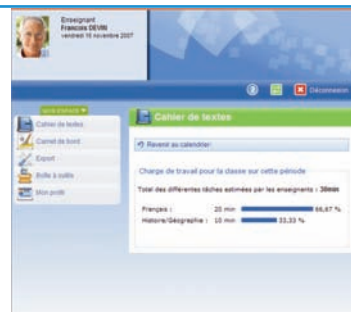 Enseignant
Francois DEVIN
vendredi 16 novembre 2007
Déconnexion
Cahier de textes
Carnet de bord
Export
Boîte à outils
Mon profil
Cahier de textes
Revenir au calendrier
Charge de travail pour la classe sur cette période
Total des différentes tâches estimées par les enseignants : 30min
Français : 20 min 66,67 %
Histoire/Géographie : 10 min 33,33 %